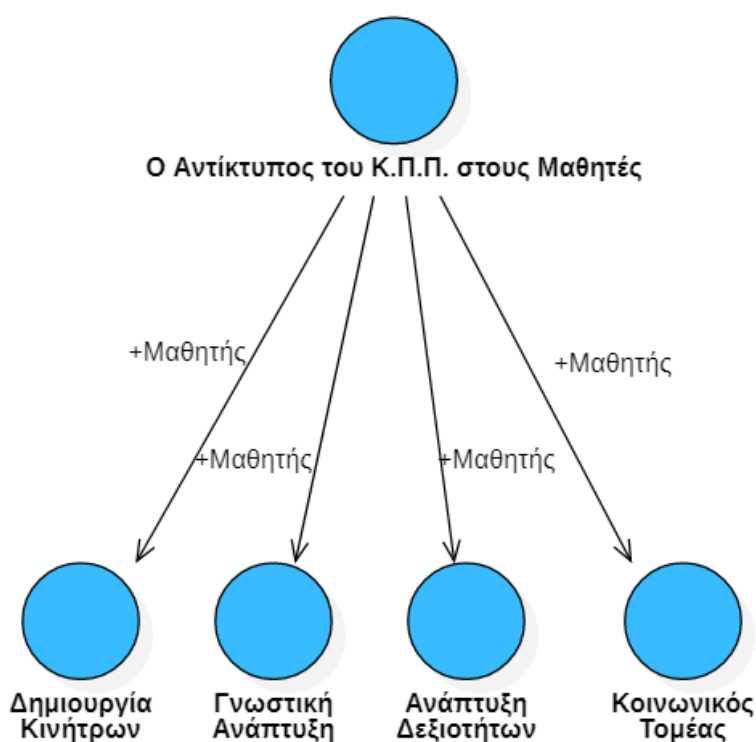 Ο Αντίκτυπος του Κ.Π.Π. στους Μαθητές
+Μαθητής
+Μαθητής
+Μαθητής
+Μαθητής
Δημιουργία
Κινήτρων
Γνωστική
Ανάπτυξη
Ανάπτυξη
Δεξιοτήτων
Κοινωνικός
Τομέας